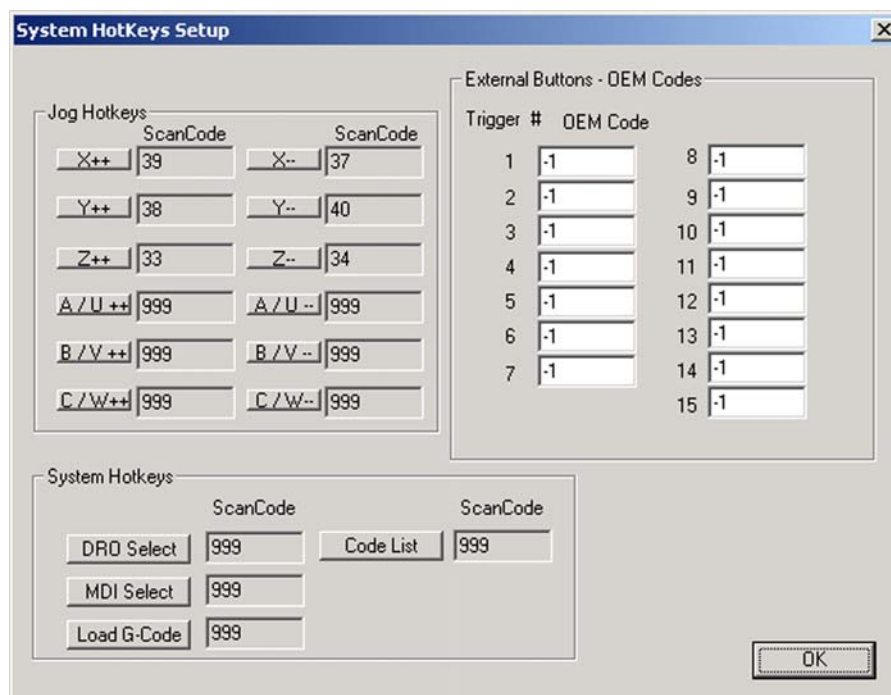 System HotKeys Setup
Jog Hotkeys
ScanCode ScanCode
X++ 39 X-- 37
Y++ 38 Y-- 40
Z++ 33 Z-- 34
A / U ++ 999 A / U -- 999
B / V ++ 999 B / V -- 999
C / W++ 999 C / W-- 999
External Buttons - OEM Codes
Trigger # OEM Code
1 -1 8 -1
2 -1 9 -1
3 -1 10 -1
4 -1 11 -1
5 -1 12 -1
6 -1 13 -1
7 -1 14 -1
15 -1
System Hotkeys
ScanCode ScanCode
DRO Select 999 Code List 999
MDI Select 999
Load G-Code 999
OK